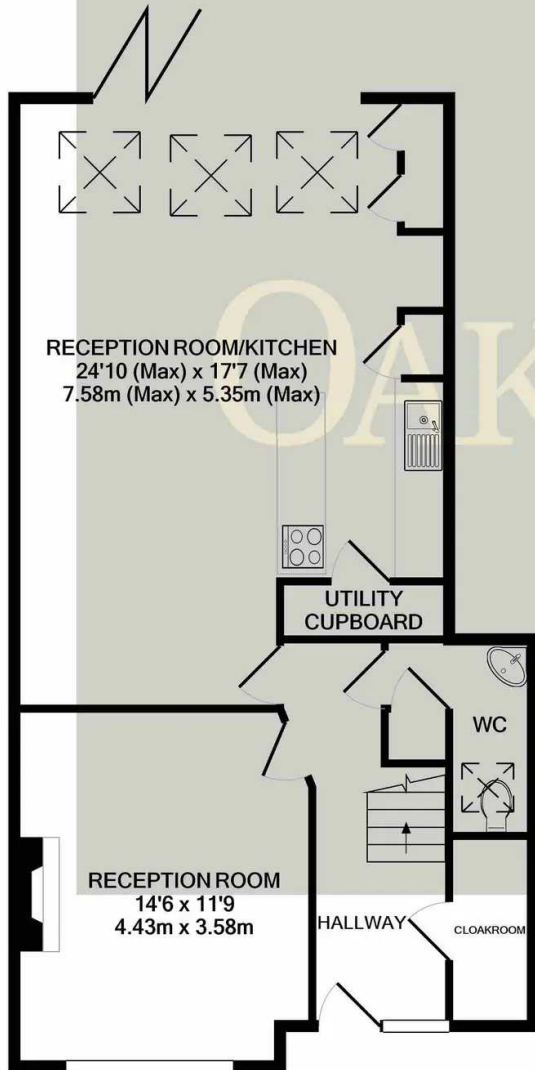 OAK
RECEPTION ROOM/KITCHEN
24'10 (Max) x 17'7 (Max)
7.58m (Max) x 5.35m (Max)
UTILITY
CUPBOARD
WC
RECEPTION ROOM
14'6 x 11'9
4.43m x 3.58m
HALLWAY
CLOAKROOM